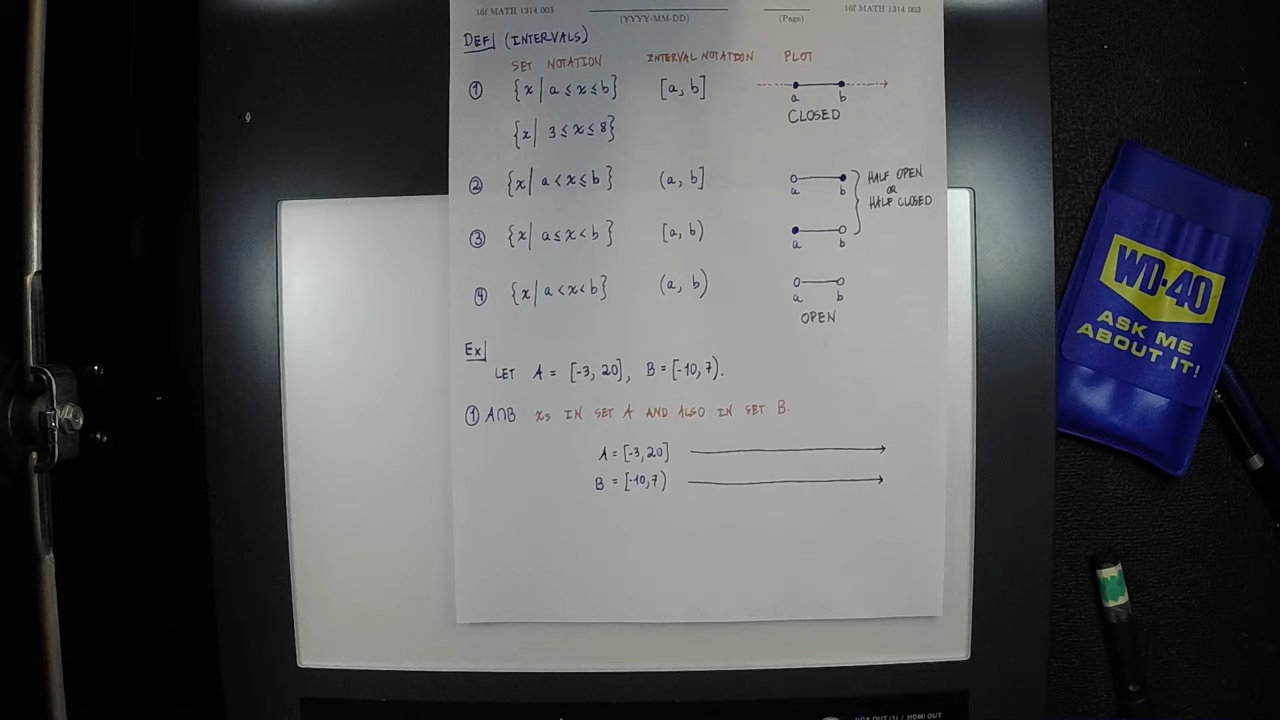 16f MATH 1314 003 (YYYY-MM-DD) (Page) 16f MATH 1314 003
DEF (INTERVALS)
SET NOTATION INTERVAL NOTATION PLOT
① {x | a ≤ x ≤ b} [a, b]
a b
CLOSED
{x | 3 ≤ x ≤ 8}
② {x | a < x ≤ b} (a, b]
a b
HALF OPEN
OR
HALF CLOSED
③ {x | a ≤ x < b} [a, b)
a b
④ {x | a < x < b} (a, b)
a b
OPEN
Ex
LET A = [-3, 20], B = [-10, 7).
① A∩B xs IN SET A AND ALSO IN SET B.
A = [-3, 20]
B = [-10, 7)
WD-40
ASK ME
ABOUT IT!